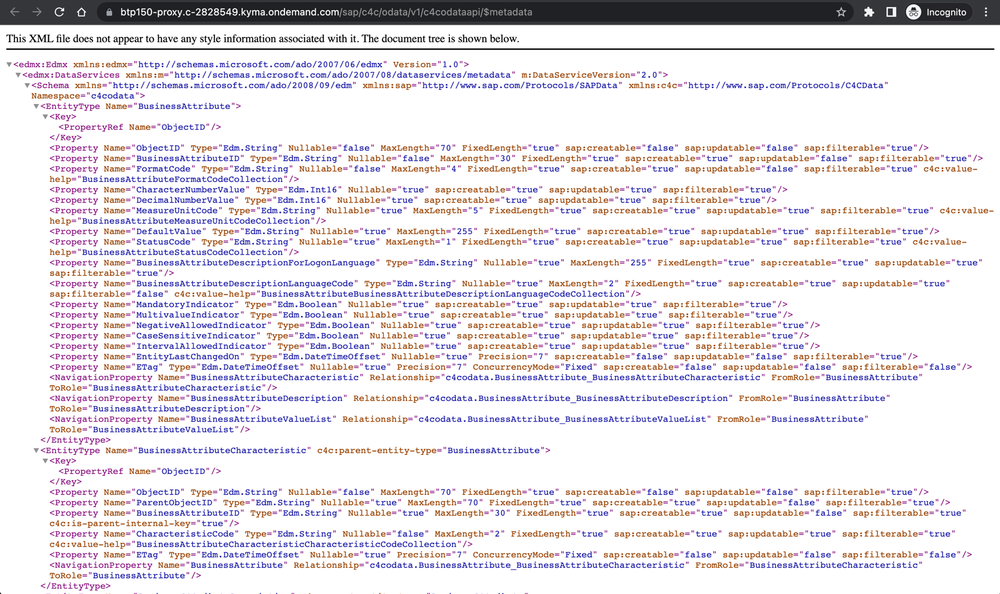 btp150-proxy.c-2828549.kyma.ondemand.com/sap/c4c/odata/v1/c4codataapi/$metadata
Incognito
This XML file does not appear to have any style information associated with it. The document tree is shown below.
▼<edmx:Edmx xmlns:edmx="http://schemas.microsoft.com/ado/2007/06/edmx" Version="1.0">
▼<edmx:DataServices xmlns:m="http://schemas.microsoft.com/ado/2007/08/dataservices/metadata" m:DataServiceVersion="2.0">
▼<Schema xmlns="http://schemas.microsoft.com/ado/2008/09/edm" xmlns:sap="http://www.sap.com/Protocols/SAPData" xmlns:c4c="http://www.sap.com/Protocols/C4CData"
Namespace="c4codata">
▼<EntityType Name="BusinessAttribute">
▼<Key>
<PropertyRef Name="ObjectID"/>
</Key>
<Property Name="ObjectID" Type="Edm.String" Nullable="false" MaxLength="70" FixedLength="true" sap:creatable="false" sap:updatable="false" sap:filterable="true"/>
<Property Name="BusinessAttributeID" Type="Edm.String" Nullable="false" MaxLength="30" FixedLength="true" sap:creatable="true" sap:updatable="false" sap:filterable="true"/>
<Property Name="FormatCode" Type="Edm.String" Nullable="false" MaxLength="4" FixedLength="true" sap:creatable="true" sap:updatable="false" sap:filterable="true" c4c:value-
help="BusinessAttributeFormatCodeCollection"/>
<Property Name="CharacterNumberValue" Type="Edm.Int16" Nullable="true" sap:creatable="true" sap:updatable="true" sap:filterable="true"/>
<Property Name="DecimalNumberValue" Type="Edm.Int16" Nullable="true" sap:creatable="true" sap:updatable="true" sap:filterable="true"/>
<Property Name="MeasureUnitCode" Type="Edm.String" Nullable="true" MaxLength="5" FixedLength="true" sap:creatable="true" sap:updatable="true" sap:filterable="true" c4c:value-
help="BusinessAttributeMeasureUnitCodeCollection"/>
<Property Name="DefaultValue" Type="Edm.String" Nullable="true" MaxLength="255" FixedLength="true" sap:creatable="true" sap:updatable="true" sap:filterable="true"/>
<Property Name="StatusCode" Type="Edm.String" Nullable="true" MaxLength="1" FixedLength="true" sap:creatable="true" sap:updatable="true" sap:filterable="true" c4c:value-
help="BusinessAttributeStatusCodeCollection"/>
<Property Name="BusinessAttributeDescriptionForLogonLanguage" Type="Edm.String" Nullable="true" MaxLength="255" FixedLength="true" sap:creatable="true" sap:updatable="true"
sap:filterable="true"/>
<Property Name="BusinessAttributeDescriptionLanguageCode" Type="Edm.String" Nullable="true" MaxLength="2" FixedLength="true" sap:creatable="true" sap:updatable="true"
sap:filterable="false" c4c:value-help="BusinessAttributeBusinessAttributeDescriptionLanguageCodeCollection"/>
<Property Name="MandatoryIndicator" Type="Edm.Boolean" Nullable="true" sap:creatable="true" sap:updatable="true" sap:filterable="true"/>
<Property Name="MultivalueIndicator" Type="Edm.Boolean" Nullable="true" sap:creatable="true" sap:updatable="true" sap:filterable="true"/>
<Property Name="NegativeAllowedIndicator" Type="Edm.Boolean" Nullable="true" sap:creatable="true" sap:updatable="true" sap:filterable="true"/>
<Property Name="CaseSensitiveIndicator" Type="Edm.Boolean" Nullable="true" sap:creatable="true" sap:updatable="true" sap:filterable="true"/>
<Property Name="IntervalAllowedIndicator" Type="Edm.Boolean" Nullable="true" sap:creatable="true" sap:updatable="true" sap:filterable="true"/>
<Property Name="EntityLastChangedOn" Type="Edm.DateTimeOffset" Nullable="true" Precision="7" sap:creatable="false" sap:updatable="false" sap:filterable="true"/>
<Property Name="ETag" Type="Edm.DateTimeOffset" Nullable="true" Precision="7" ConcurrencyMode="Fixed" sap:creatable="false" sap:updatable="false" sap:filterable="false"/>
<NavigationProperty Name="BusinessAttributeCharacteristic" Relationship="c4codata.BusinessAttribute_BusinessAttributeCharacteristic" FromRole="BusinessAttribute"
ToRole="BusinessAttributeCharacteristic"/>
<NavigationProperty Name="BusinessAttributeDescription" Relationship="c4codata.BusinessAttribute_BusinessAttributeDescription" FromRole="BusinessAttribute"
ToRole="BusinessAttributeDescription"/>
<NavigationProperty Name="BusinessAttributeValueList" Relationship="c4codata.BusinessAttribute_BusinessAttributeValueList" FromRole="BusinessAttribute"
ToRole="BusinessAttributeValueList"/>
</EntityType>
▼<EntityType Name="BusinessAttributeCharacteristic" c4c:parent-entity-type="BusinessAttribute">
▼<Key>
<PropertyRef Name="ObjectID"/>
</Key>
<Property Name="ObjectID" Type="Edm.String" Nullable="false" MaxLength="70" FixedLength="true" sap:creatable="false" sap:updatable="false" sap:filterable="true"/>
<Property Name="ParentObjectID" Type="Edm.String" Nullable="true" MaxLength="70" FixedLength="true" sap:creatable="true" sap:updatable="false" sap:filterable="true"/>
<Property Name="BusinessAttributeID" Type="Edm.String" Nullable="true" MaxLength="30" FixedLength="true" sap:creatable="true" sap:updatable="false" sap:filterable="true"
c4c:is-parent-internal-key="true"/>
<Property Name="CharacteristicCode" Type="Edm.String" Nullable="false" MaxLength="2" FixedLength="true" sap:creatable="true" sap:updatable="true" sap:filterable="true"
c4c:value-help="BusinessAttributeCharacteristicCharacteristicCodeCollection"/>
<Property Name="ETag" Type="Edm.DateTimeOffset" Nullable="true" Precision="7" ConcurrencyMode="Fixed" sap:creatable="false" sap:updatable="false" sap:filterable="false"/>
<NavigationProperty Name="BusinessAttribute" Relationship="c4codata.BusinessAttribute_BusinessAttributeCharacteristic" FromRole="BusinessAttributeCharacteristic"
ToRole="BusinessAttribute"/>
</EntityType>